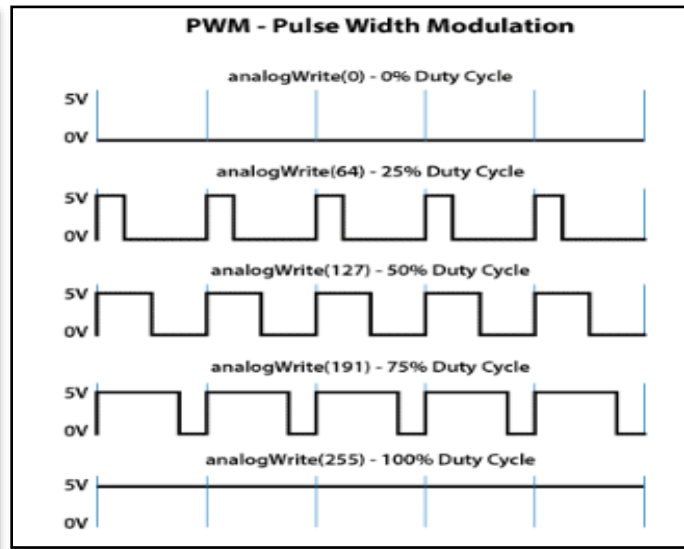 PWM - Pulse Width Modulation
analogWrite(0) - 0% Duty Cycle
5V
0V
analogWrite(64) - 25% Duty Cycle
5V
0V
analogWrite(127) - 50% Duty Cycle
5V
0V
analogWrite(191) - 75% Duty Cycle
5V
0V
analogWrite(255) - 100% Duty Cycle
5V
0V